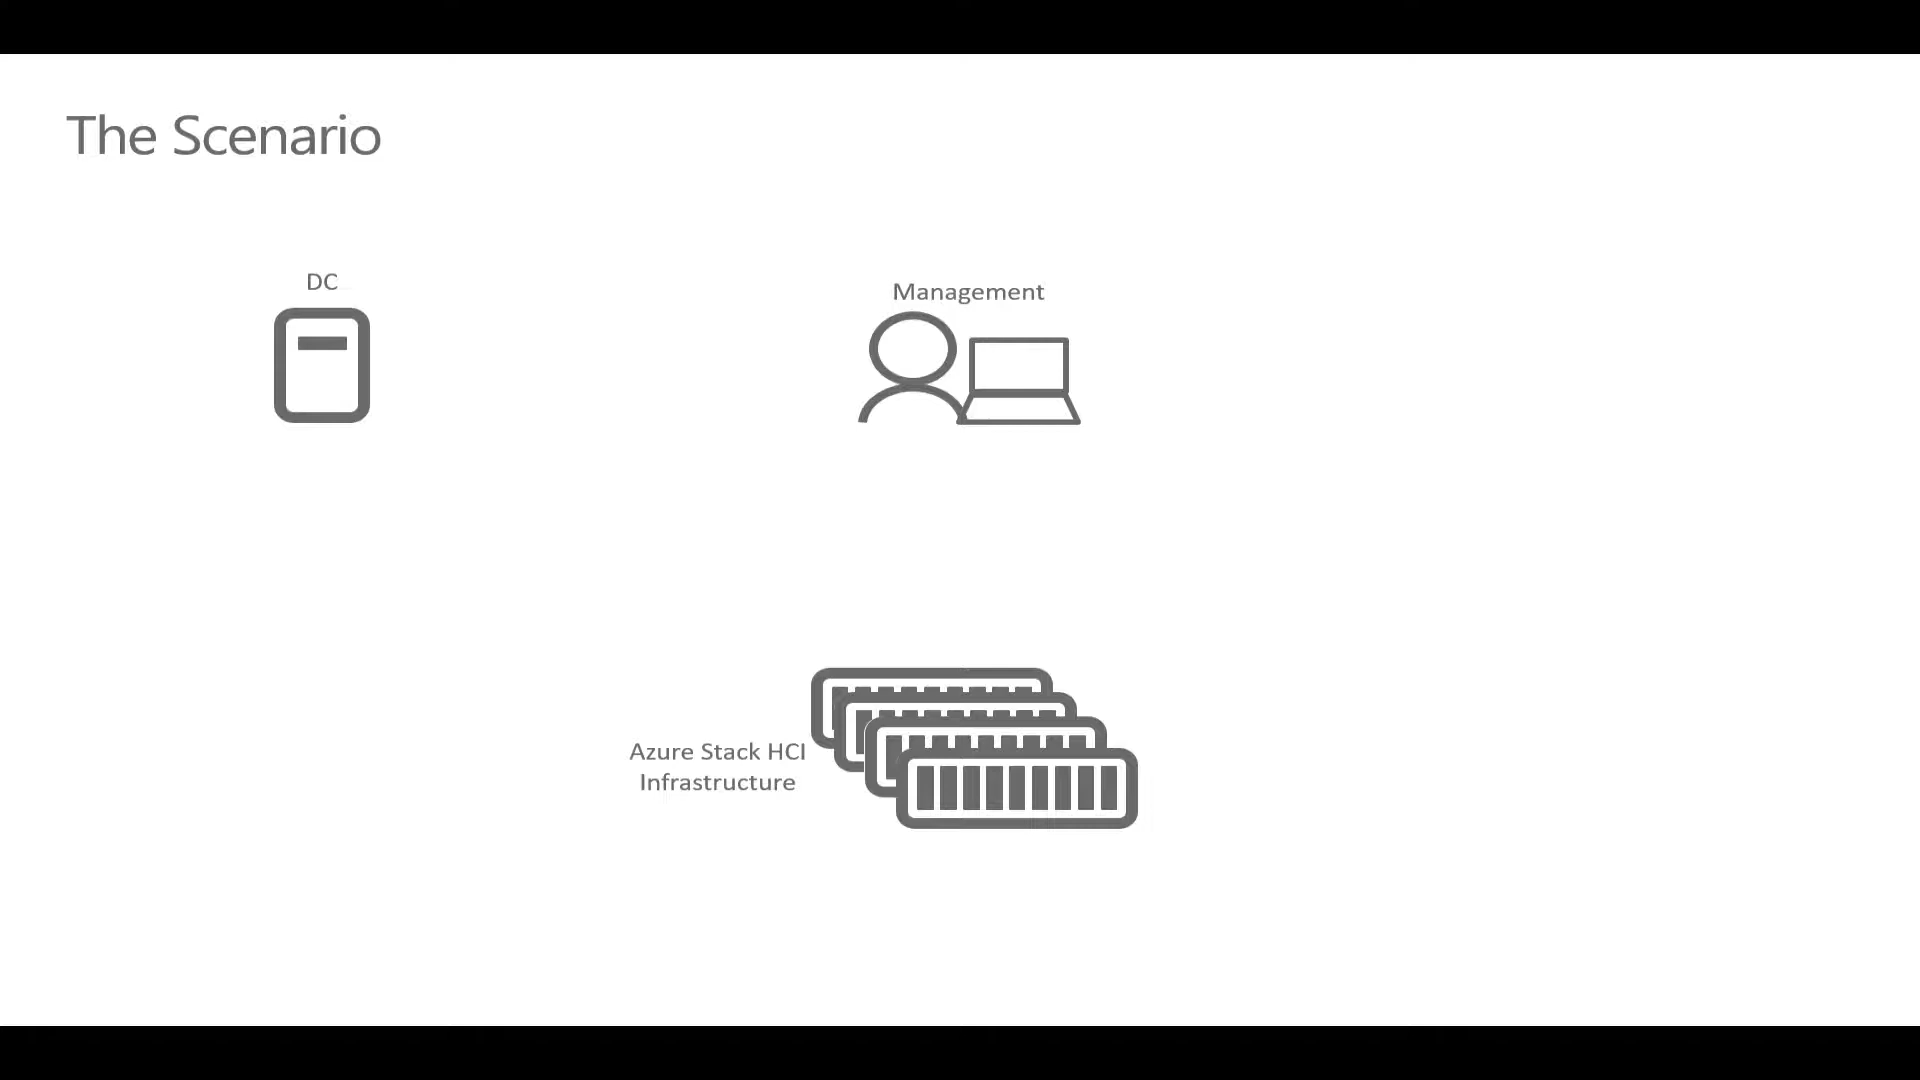 The Scenario
DC
Management
Azure Stack HCI
Infrastructure